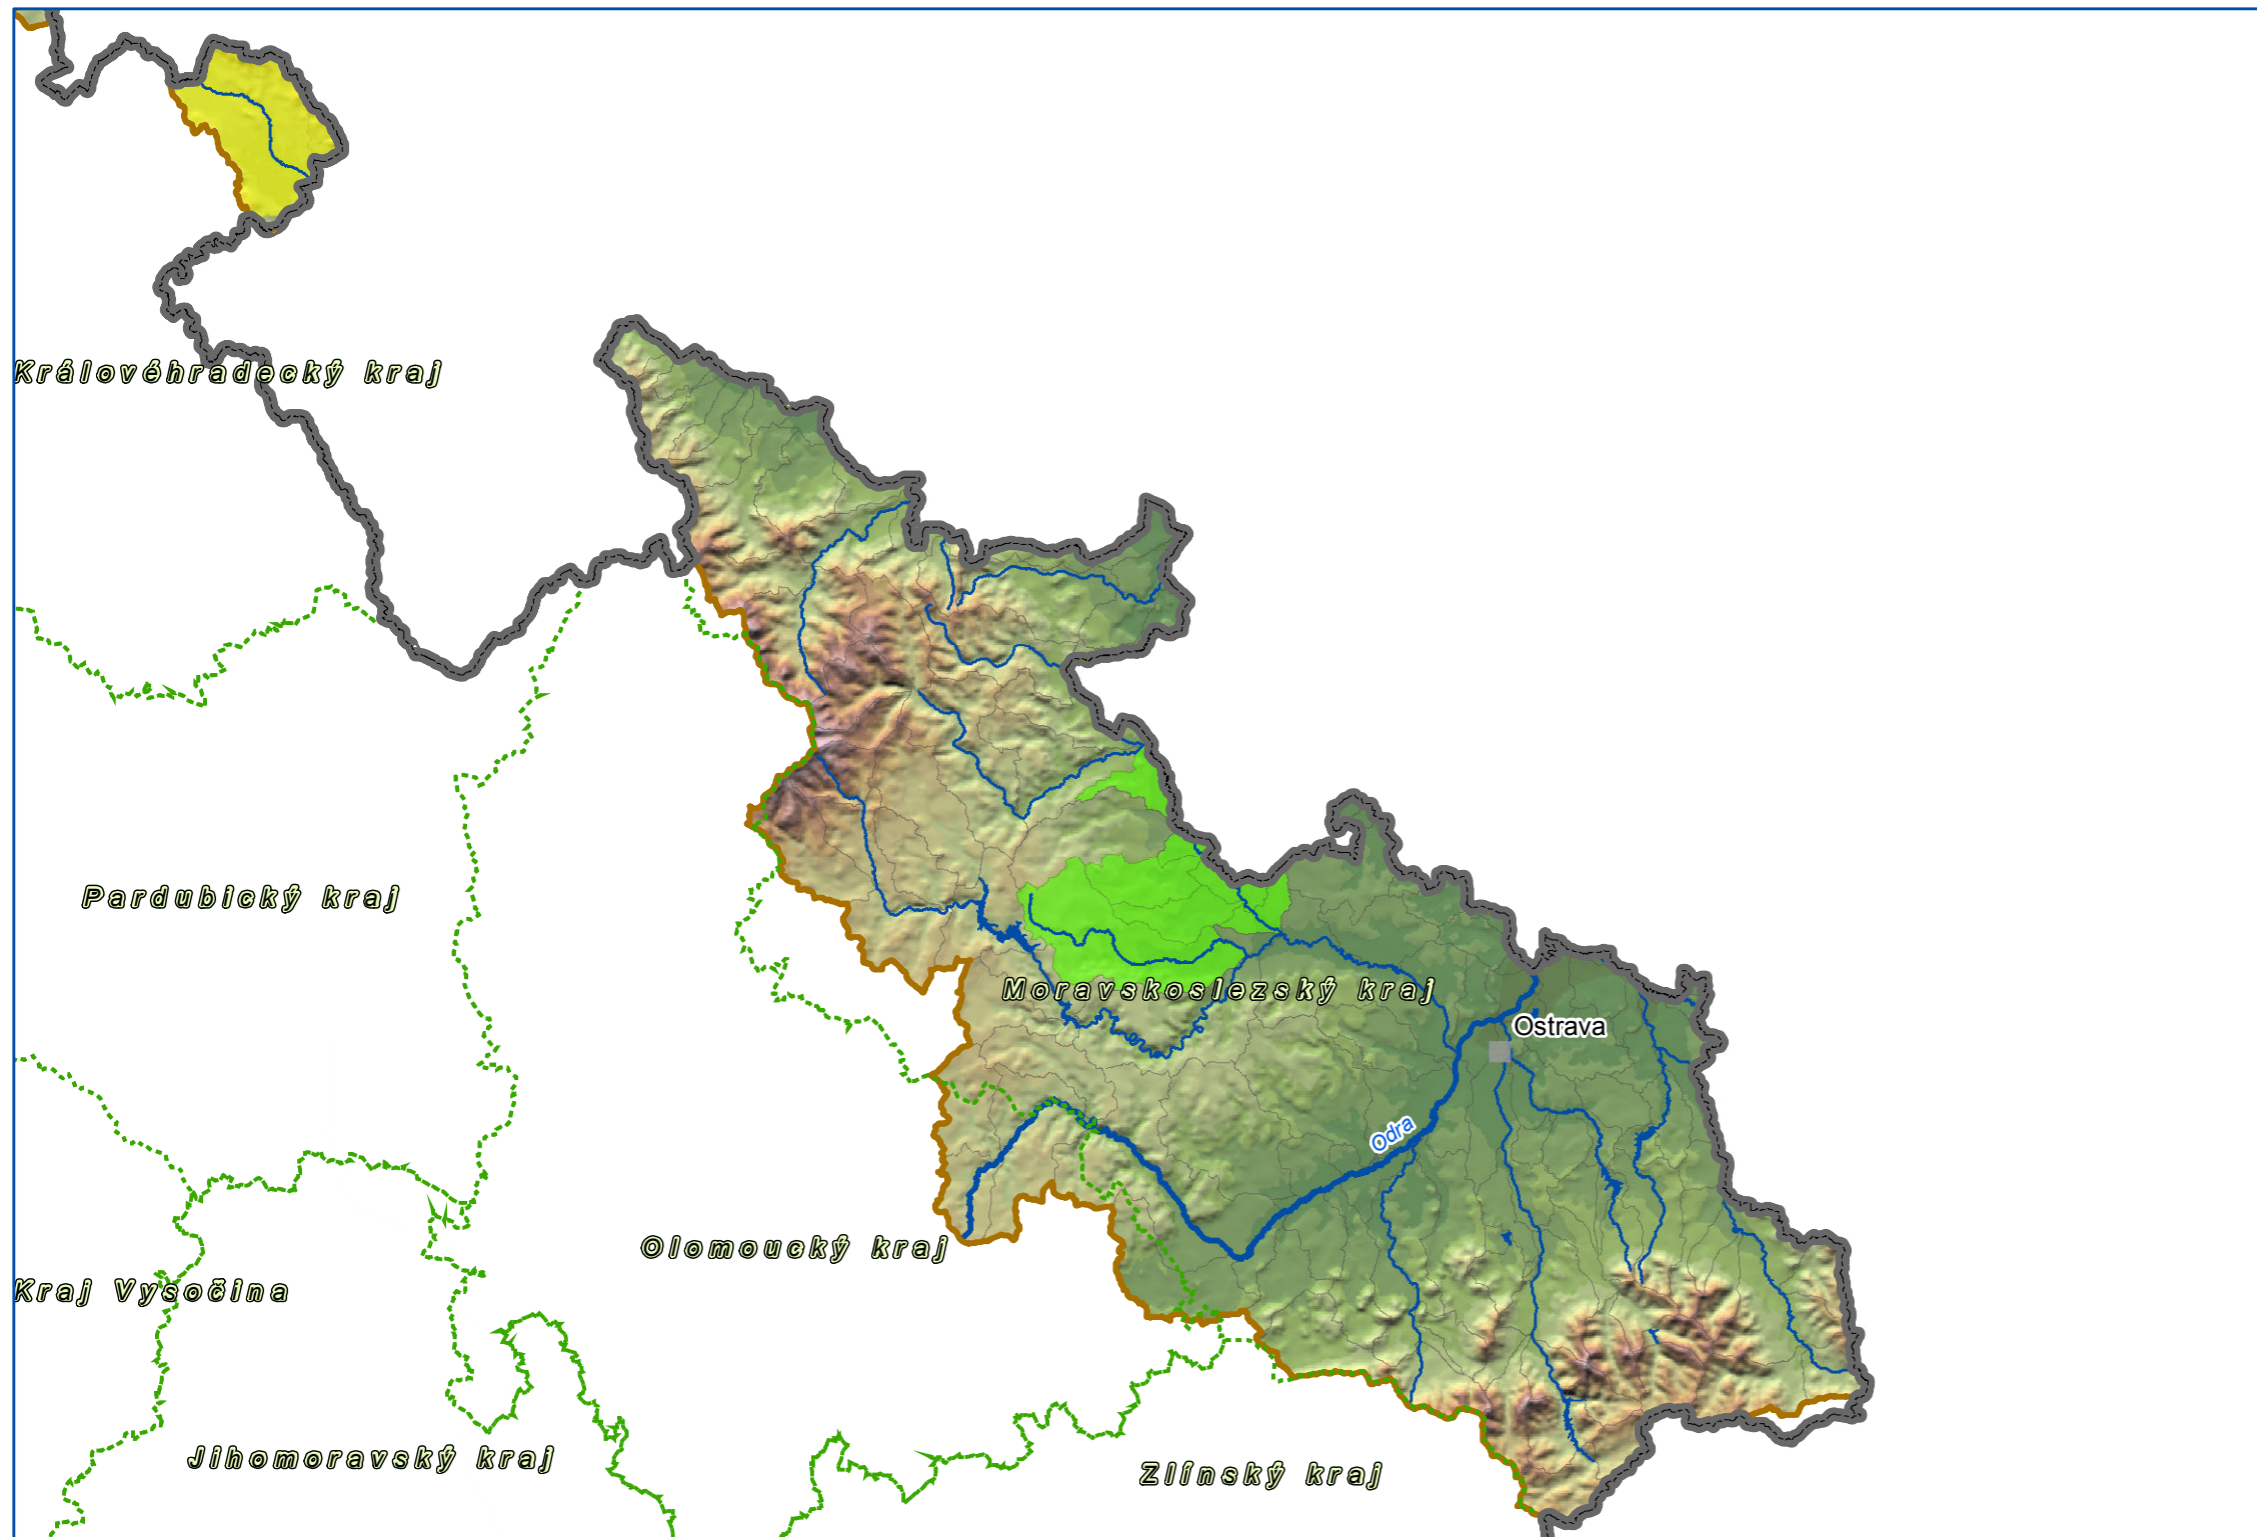 Královéhradecký kraj
Pardubický kraj
Moravskoslezský kraj
Ostrava
Odra
Olomoucký kraj
Kraj Vysočina
Jihomoravský kraj
Zlínský kraj